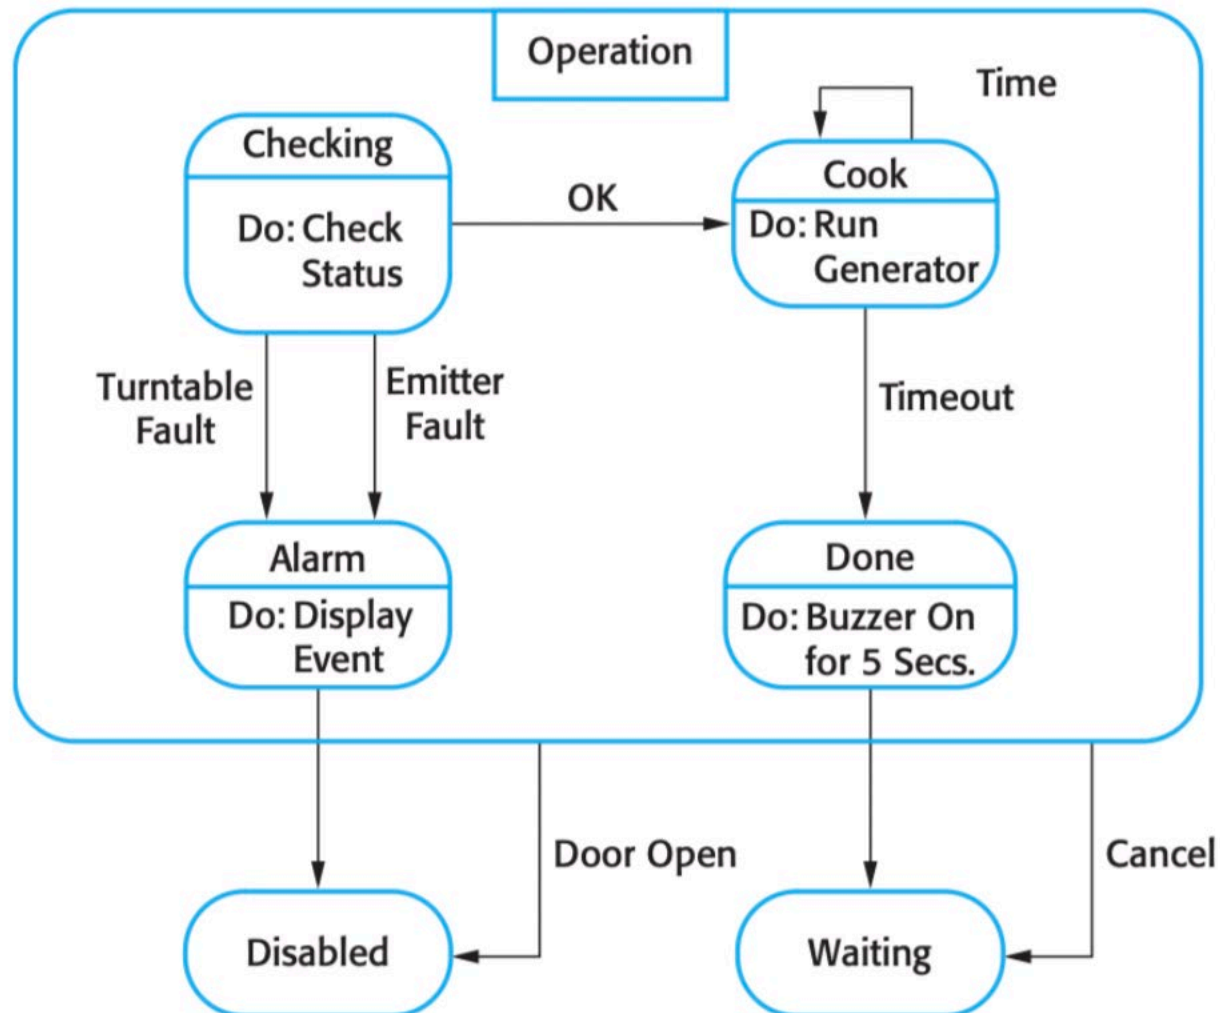 Operation
Time
Checking
Do: Check
Status
OK
Cook
Do: Run
Generator
Turntable
Fault
Emitter
Fault
Timeout
Alarm
Do: Display
Event
Done
Do: Buzzer On
for 5 Secs.
Door Open
Cancel
Disabled
Waiting